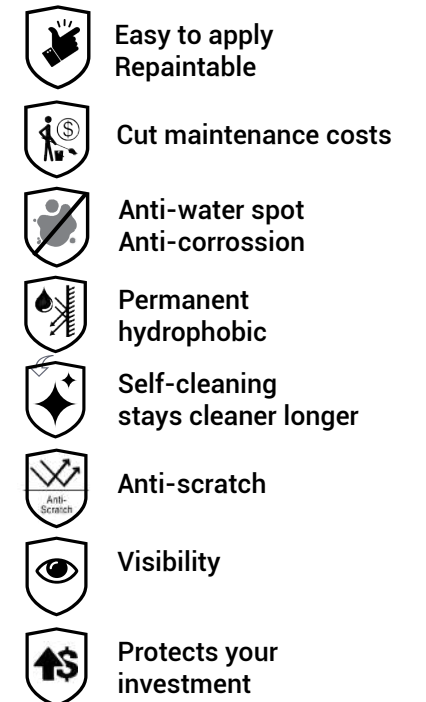 Easy to apply
Repaintable
$
Cut maintenance costs
Anti-water spot
Anti-corrossion
Permanent
hydrophobic
Self-cleaning
stays cleaner longer
Anti-
Scratch
Anti-scratch
Visibility
$
Protects your
investment